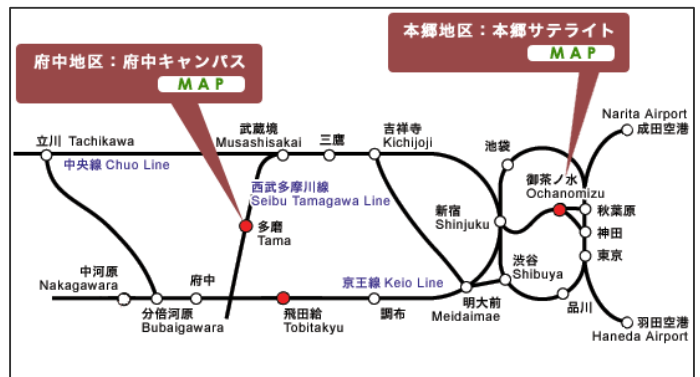 府中地区：府中キャンパス
MAP
本郷地区：本郷サテライト
MAP
立川 Tachikawa
中央線 Chuo Line
武蔵境
Musashisakai
三鷹
吉祥寺
Kichijoji
池袋
Narita Airport
成田空港
御茶ノ水
Ochanomizu
西武多摩川線
Seibu Tamagawa Line
多磨
Tama
新宿
Shinjuku
秋葉原
神田
東京
渋谷
Shibuya
中河原
Nakagawara
府中
京王線 Keio Line
分倍河原
Bubaigawara
飛田給
Tobitakyu
調布
明大前
Meidaimae
品川
羽田空港
Haneda Airport